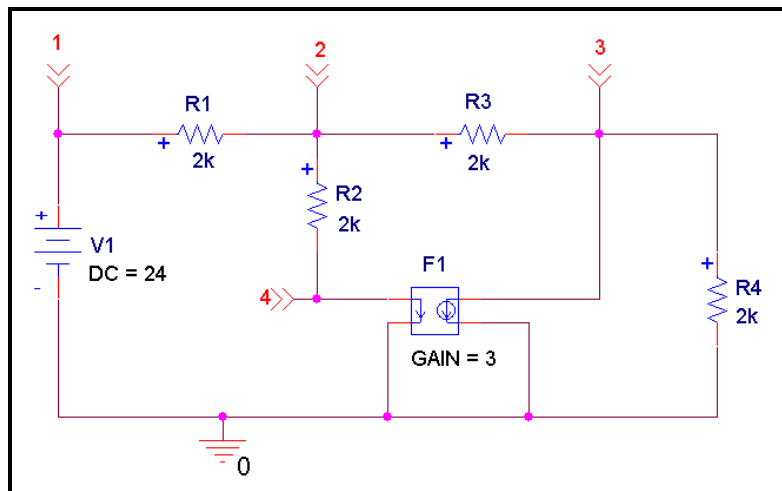 1
2
3
R1
2k
R3
2k
R2
2k
+
V1
DC = 24
-
4
F1
GAIN = 3
R4
2k
0
+
+
+
+